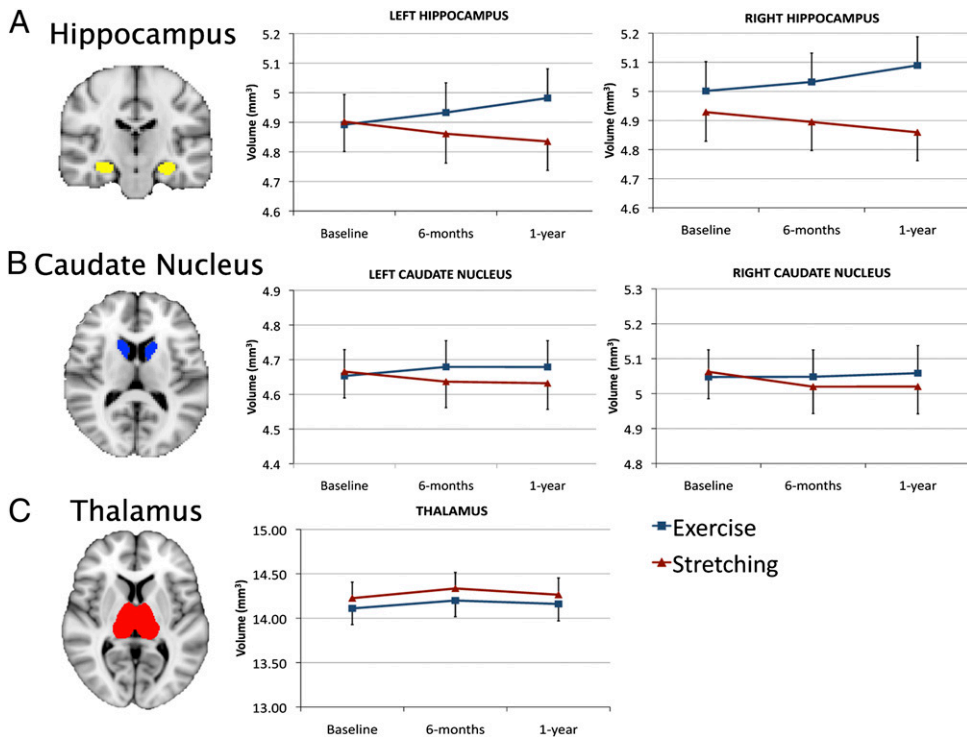 A
Hippocampus
LEFT HIPPOCAMPUS
Volume (mm³)
5.2
5.1
5
4.9
4.8
4.7
4.6
Baseline 6-months 1-year
RIGHT HIPPOCAMPUS
Volume (mm³)
5.2
5.1
5
4.9
4.8
4.7
4.6
Baseline 6-months 1-year
B Caudate Nucleus
LEFT CAUDATE NUCLEUS
Volume (mm³)
4.9
4.8
4.7
4.6
4.5
4.4
Baseline 6-months 1-year
RIGHT CAUDATE NUCLEUS
Volume (mm³)
5.3
5.2
5.1
5
4.9
4.8
Baseline 6-months 1-year
C
Thalamus
THALAMUS
Volume (mm³)
15.00
14.50
14.00
13.50
13.00
Baseline 6-months 1-year
Exercise
Stretching